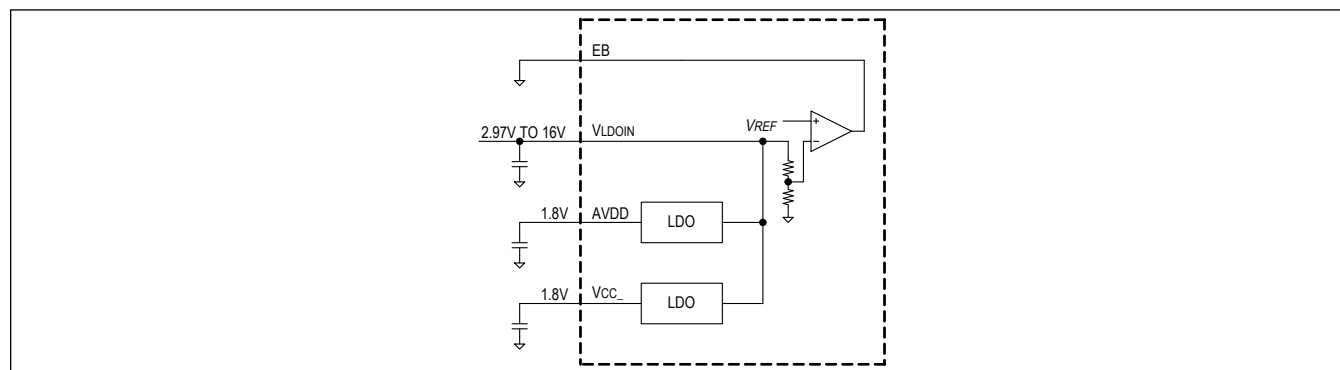 EB
2.97V TO 16V VLDOIN
VREF
+
−
1.8V AVDD
LDO
1.8V VCC_
LDO